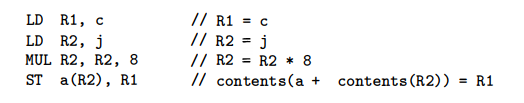 LD R1, c // R1 = c
LD R2, j // R2 = j
MUL R2, R2, 8 // R2 = R2 * 8
ST a(R2), R1 // contents(a + contents(R2)) = R1